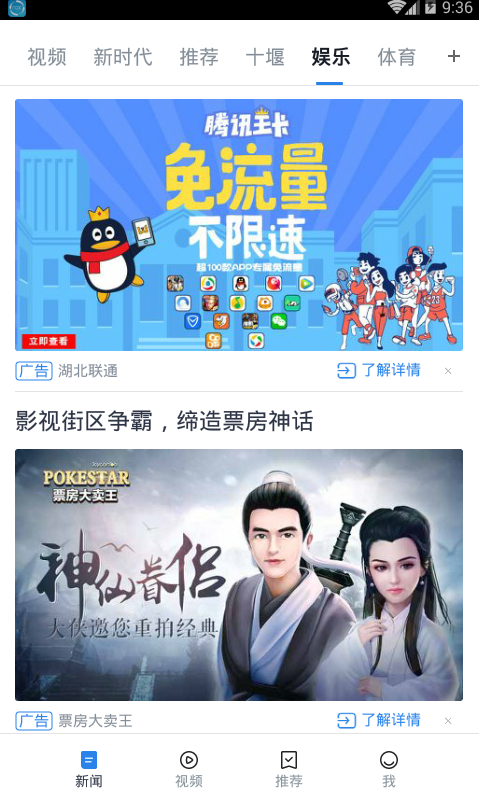 9:36
视频 新时代 推荐 十堰 娱乐 体育 +
腾讯王卡
免流量
不限速
超100款APP专属免流量
立即查看
广告 湖北联通 了解详情 ×
影视街区争霸，缔造票房神话
POKESTAR
票房大卖王
神仙眷侣
大侠邀您重拍经典
广告 票房大卖王 了解详情 ×
新闻 视频 推荐 我